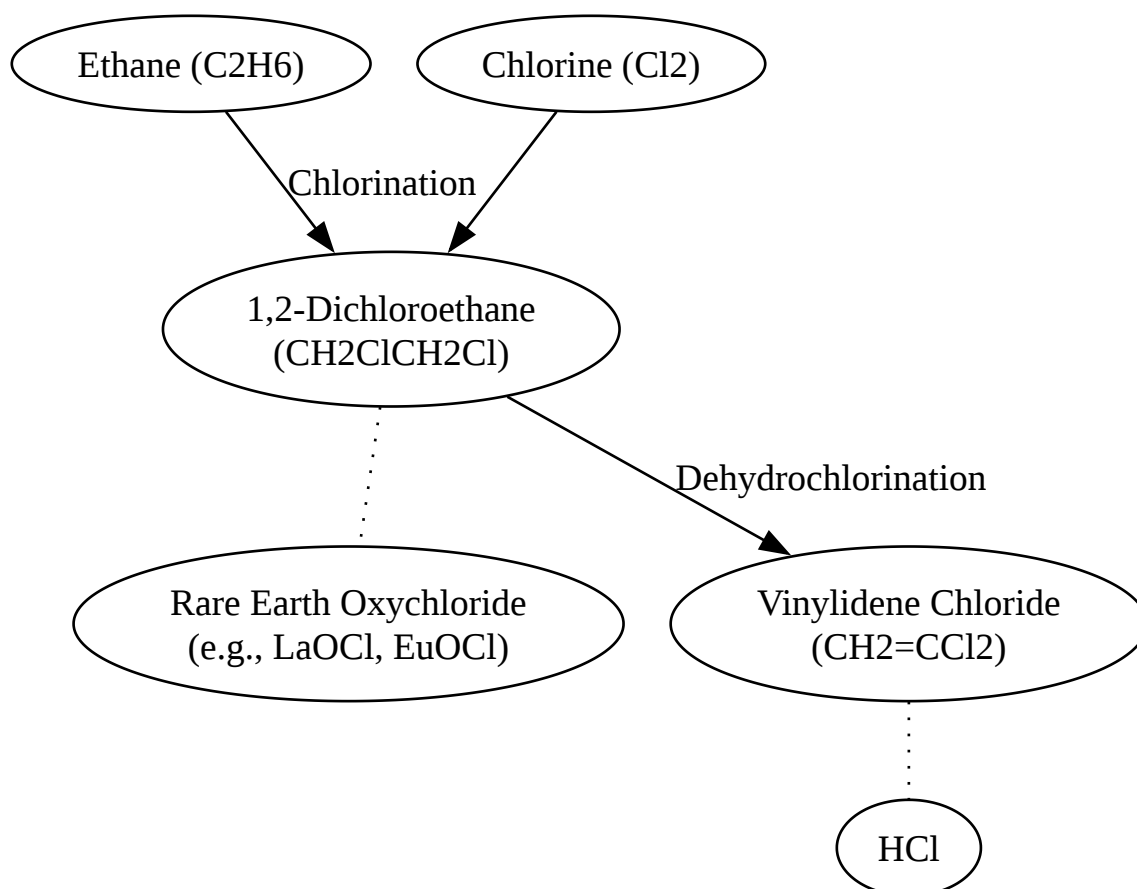 Ethane (C2H6)
Chlorine (Cl2)
Chlorination
1,2-Dichloroethane
(CH2ClCH2Cl)
Dehydrochlorination
Rare Earth Oxychloride
(e.g., LaOCl, EuOCl)
Vinylidene Chloride
(CH2=CCl2)
HCl